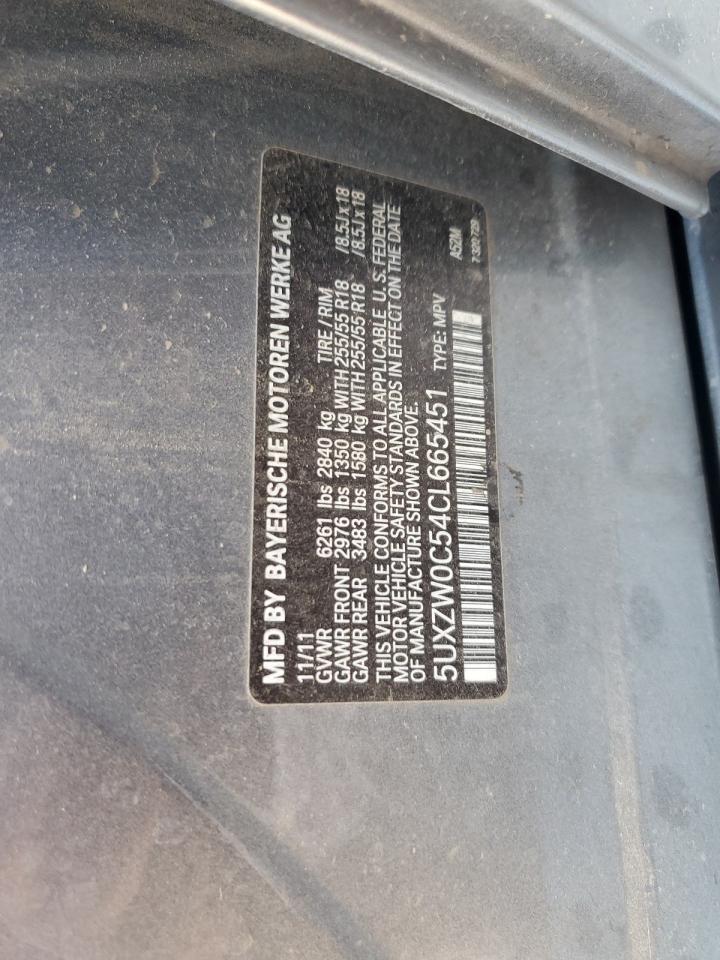 MFD BY BAYERISCHE MOTOREN WERKE AG
11/11
GVWR 6261 lbs 2840 kg TIRE / RIM
GAWR FRONT 2976 lbs 1350 kg WITH 255/55 R18 /8.5J x 18
GAWR REAR 3483 lbs 1580 kg WITH 255/55 R18 /8.5J x 18
THIS VEHICLE CONFORMS TO ALL APPLICABLE U. S. FEDERAL
MOTOR VEHICLE SAFETY STANDARDS IN EFFECT ON THE DATE
OF MANUFACTURE SHOWN ABOVE.
5UXZW0C54CL665451 TYPE: MPV A52M